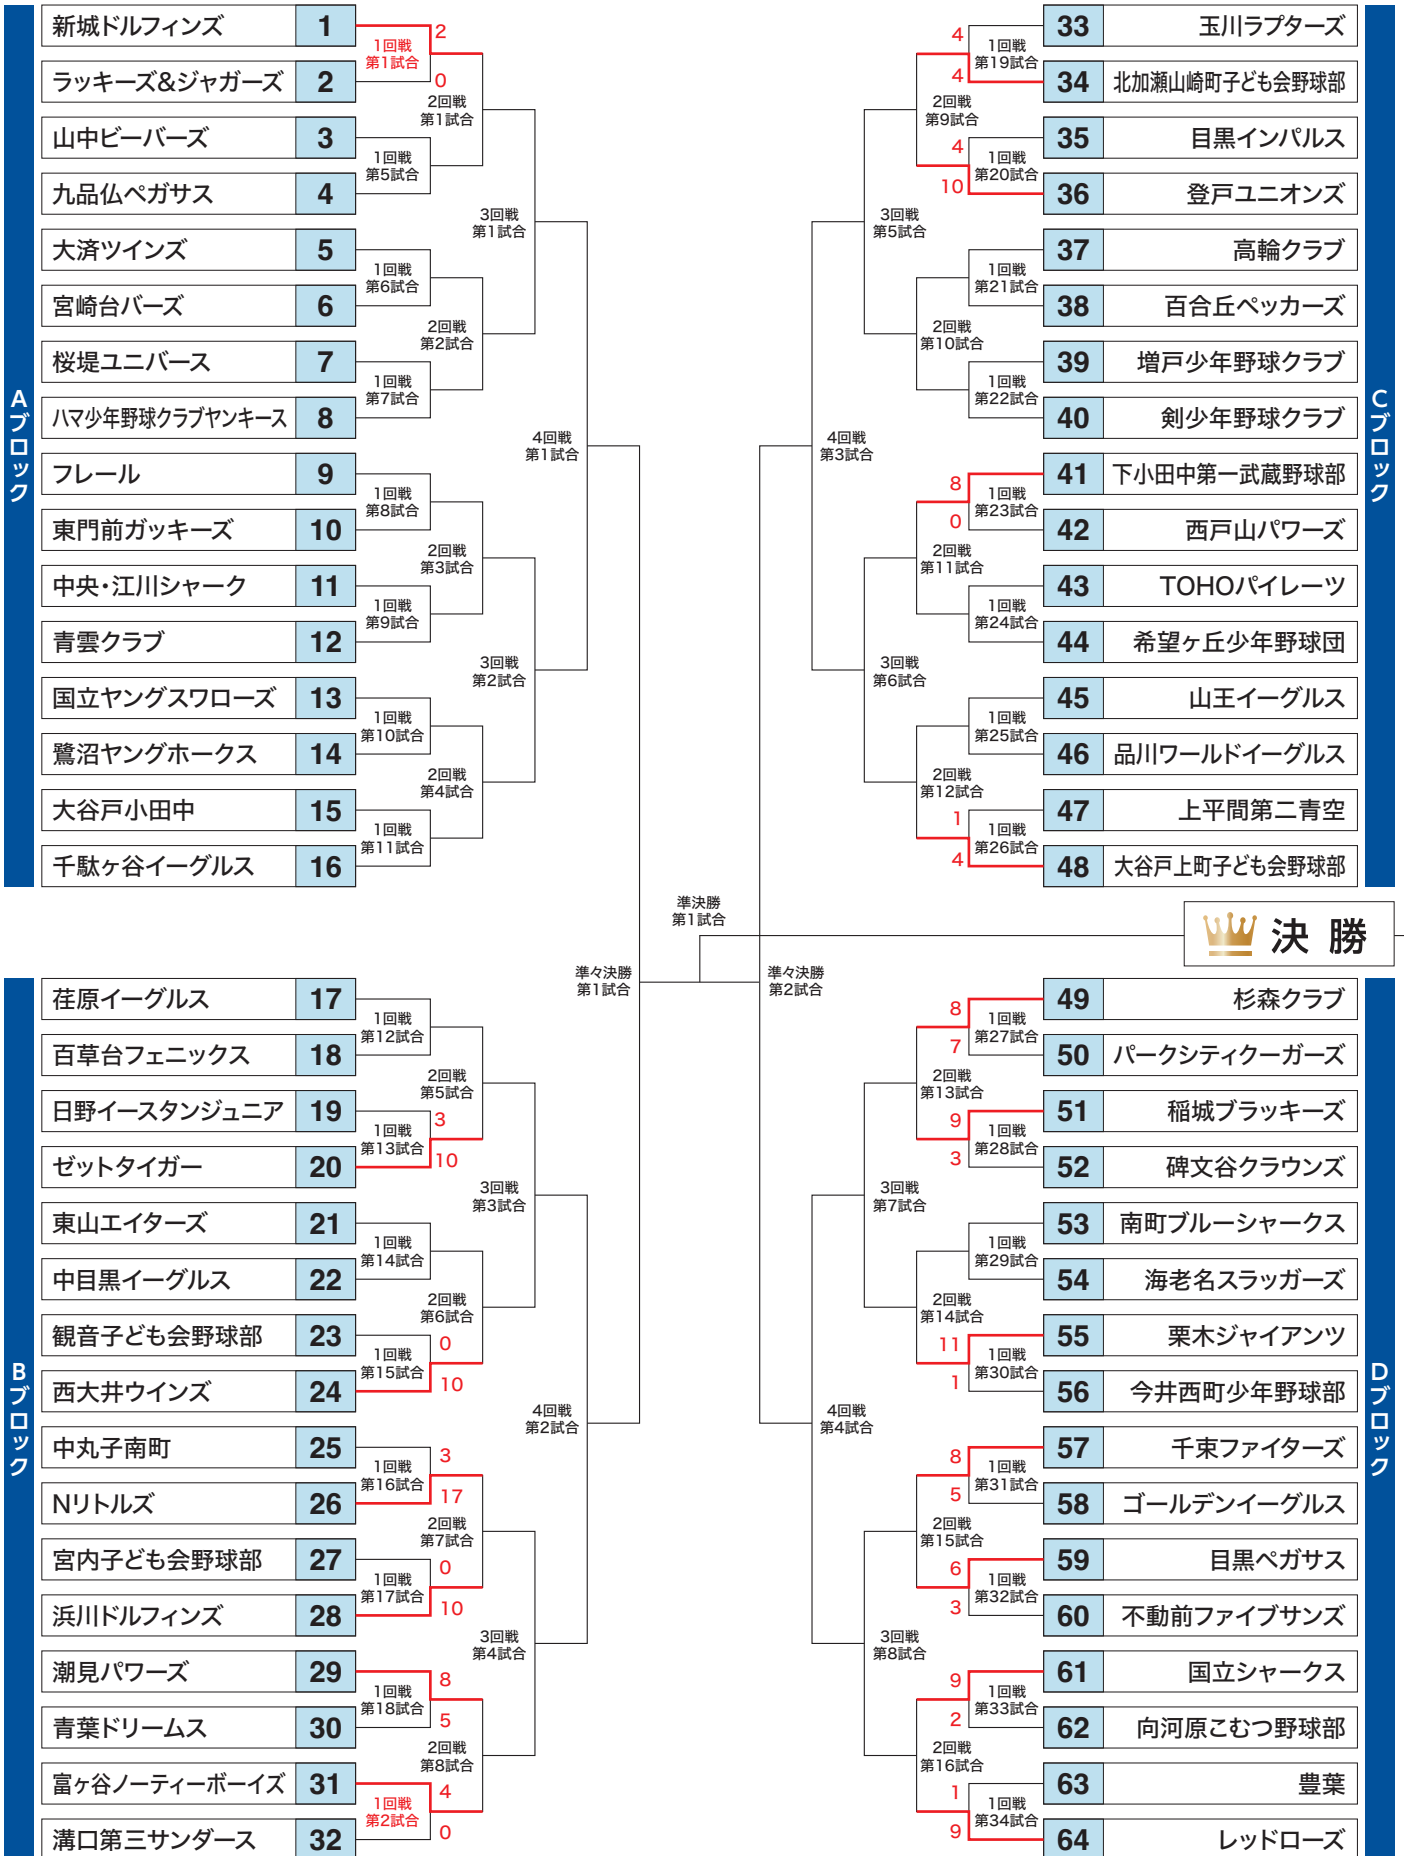 Aブロック
新城ドルフィンズ 1
ラッキーズ&ジャガーズ 2
山中ビーバーズ 3
九品仏ペガサス 4
大済ツインズ 5
宮崎台バーズ 6
桜堤ユニバース 7
ハマ少年野球クラブヤンキース 8
フレール 9
東門前ガッキーズ 10
中央・江川シャーク 11
青雲クラブ 12
国立ヤングスワローズ 13
鷺沼ヤングホークス 14
大谷戸小田中 15
千駄ヶ谷イーグルス 16
1回戦
第1試合
2
0
1回戦
第5試合
1回戦
第6試合
1回戦
第7試合
1回戦
第8試合
1回戦
第9試合
1回戦
第10試合
1回戦
第11試合
2回戦
第1試合
2回戦
第2試合
2回戦
第3試合
2回戦
第4試合
3回戦
第1試合
3回戦
第2試合
4回戦
第1試合
Bブロック
荏原イーグルス 17
百草台フェニックス 18
日野イースタンジュニア 19
ゼットタイガー 20
東山エイターズ 21
中目黒イーグルス 22
観音子ども会野球部 23
西大井ウインズ 24
中丸子南町 25
Nリトルズ 26
宮内子ども会野球部 27
浜川ドルフィンズ 28
潮見パワーズ 29
青葉ドリームス 30
富ヶ谷ノーティーボーイズ 31
溝口第三サンダース 32
1回戦
第12試合
1回戦
第13試合
3
10
1回戦
第14試合
1回戦
第15試合
0
10
1回戦
第16試合
3
17
1回戦
第17試合
0
10
1回戦
第18試合
8
5
1回戦
第2試合
4
0
2回戦
第5試合
2回戦
第6試合
2回戦
第7試合
2回戦
第8試合
3回戦
第3試合
3回戦
第4試合
4回戦
第2試合
準々決勝
第1試合
準決勝
第1試合
準々決勝
第2試合
決勝
Cブロック
33 玉川ラプターズ
34 北加瀬山崎町子ども会野球部
35 目黒インパルス
36 登戸ユニオンズ
37 高輪クラブ
38 百合丘ペッカーズ
39 増戸少年野球クラブ
40 剣少年野球クラブ
41 下小田中第一武蔵野球部
42 西戸山パワーズ
43 TOHOパイレーツ
44 希望ヶ丘少年野球団
45 山王イーグルス
46 品川ワールドイーグルス
47 上平間第二青空
48 大谷戸上町子ども会野球部
4
4
1回戦
第19試合
4
10
1回戦
第20試合
1回戦
第21試合
1回戦
第22試合
8
0
1回戦
第23試合
1回戦
第24試合
1回戦
第25試合
1
4
1回戦
第26試合
2回戦
第9試合
2回戦
第10試合
2回戦
第11試合
2回戦
第12試合
3回戦
第5試合
3回戦
第6試合
4回戦
第3試合
Dブロック
49 杉森クラブ
50 パークシティクーガーズ
51 稲城ブラッキーズ
52 碑文谷クラウンズ
53 南町ブルーシャークス
54 海老名スラッガーズ
55 栗木ジャイアンツ
56 今井西町少年野球部
57 千束ファイターズ
58 ゴールデンイーグルス
59 目黒ペガサス
60 不動前ファイブサンズ
61 国立シャークス
62 向河原こむつ野球部
63 豊葉
64 レッドローズ
8
7
1回戦
第27試合
9
3
1回戦
第28試合
1回戦
第29試合
11
1
1回戦
第30試合
8
5
1回戦
第31試合
6
3
1回戦
第32試合
9
2
1回戦
第33試合
1
9
1回戦
第34試合
2回戦
第13試合
2回戦
第14試合
2回戦
第15試合
2回戦
第16試合
3回戦
第7試合
3回戦
第8試合
4回戦
第4試合